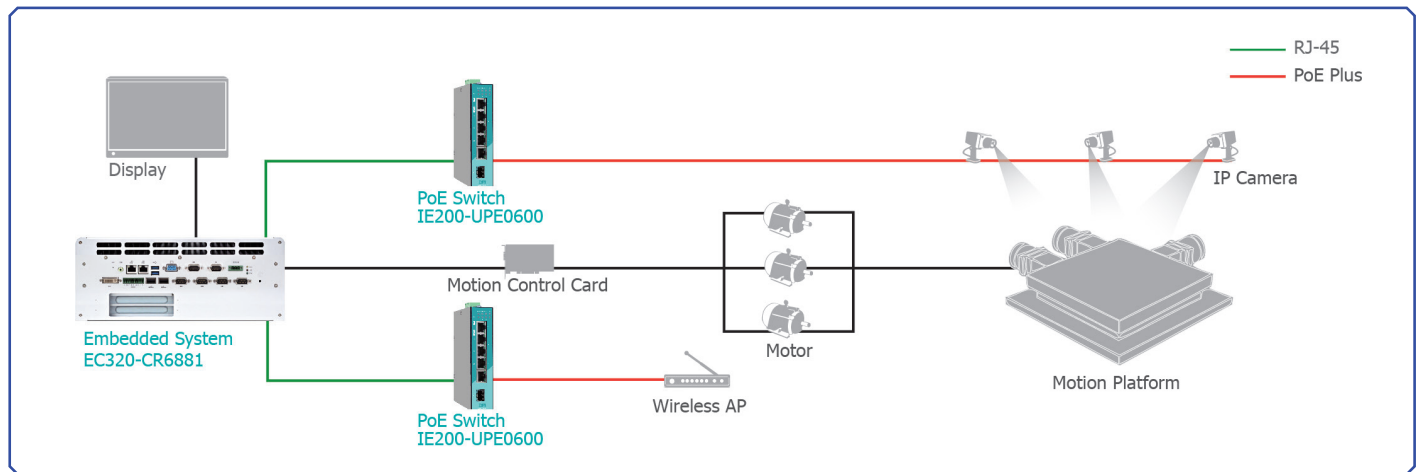 RJ-45
PoE Plus
Display
PoE Switch
IE200-UPE0600
IP Camera
Motion Control Card
Embedded System
EC320-CR6881
Motor
Motion Platform
Wireless AP
PoE Switch
IE200-UPE0600